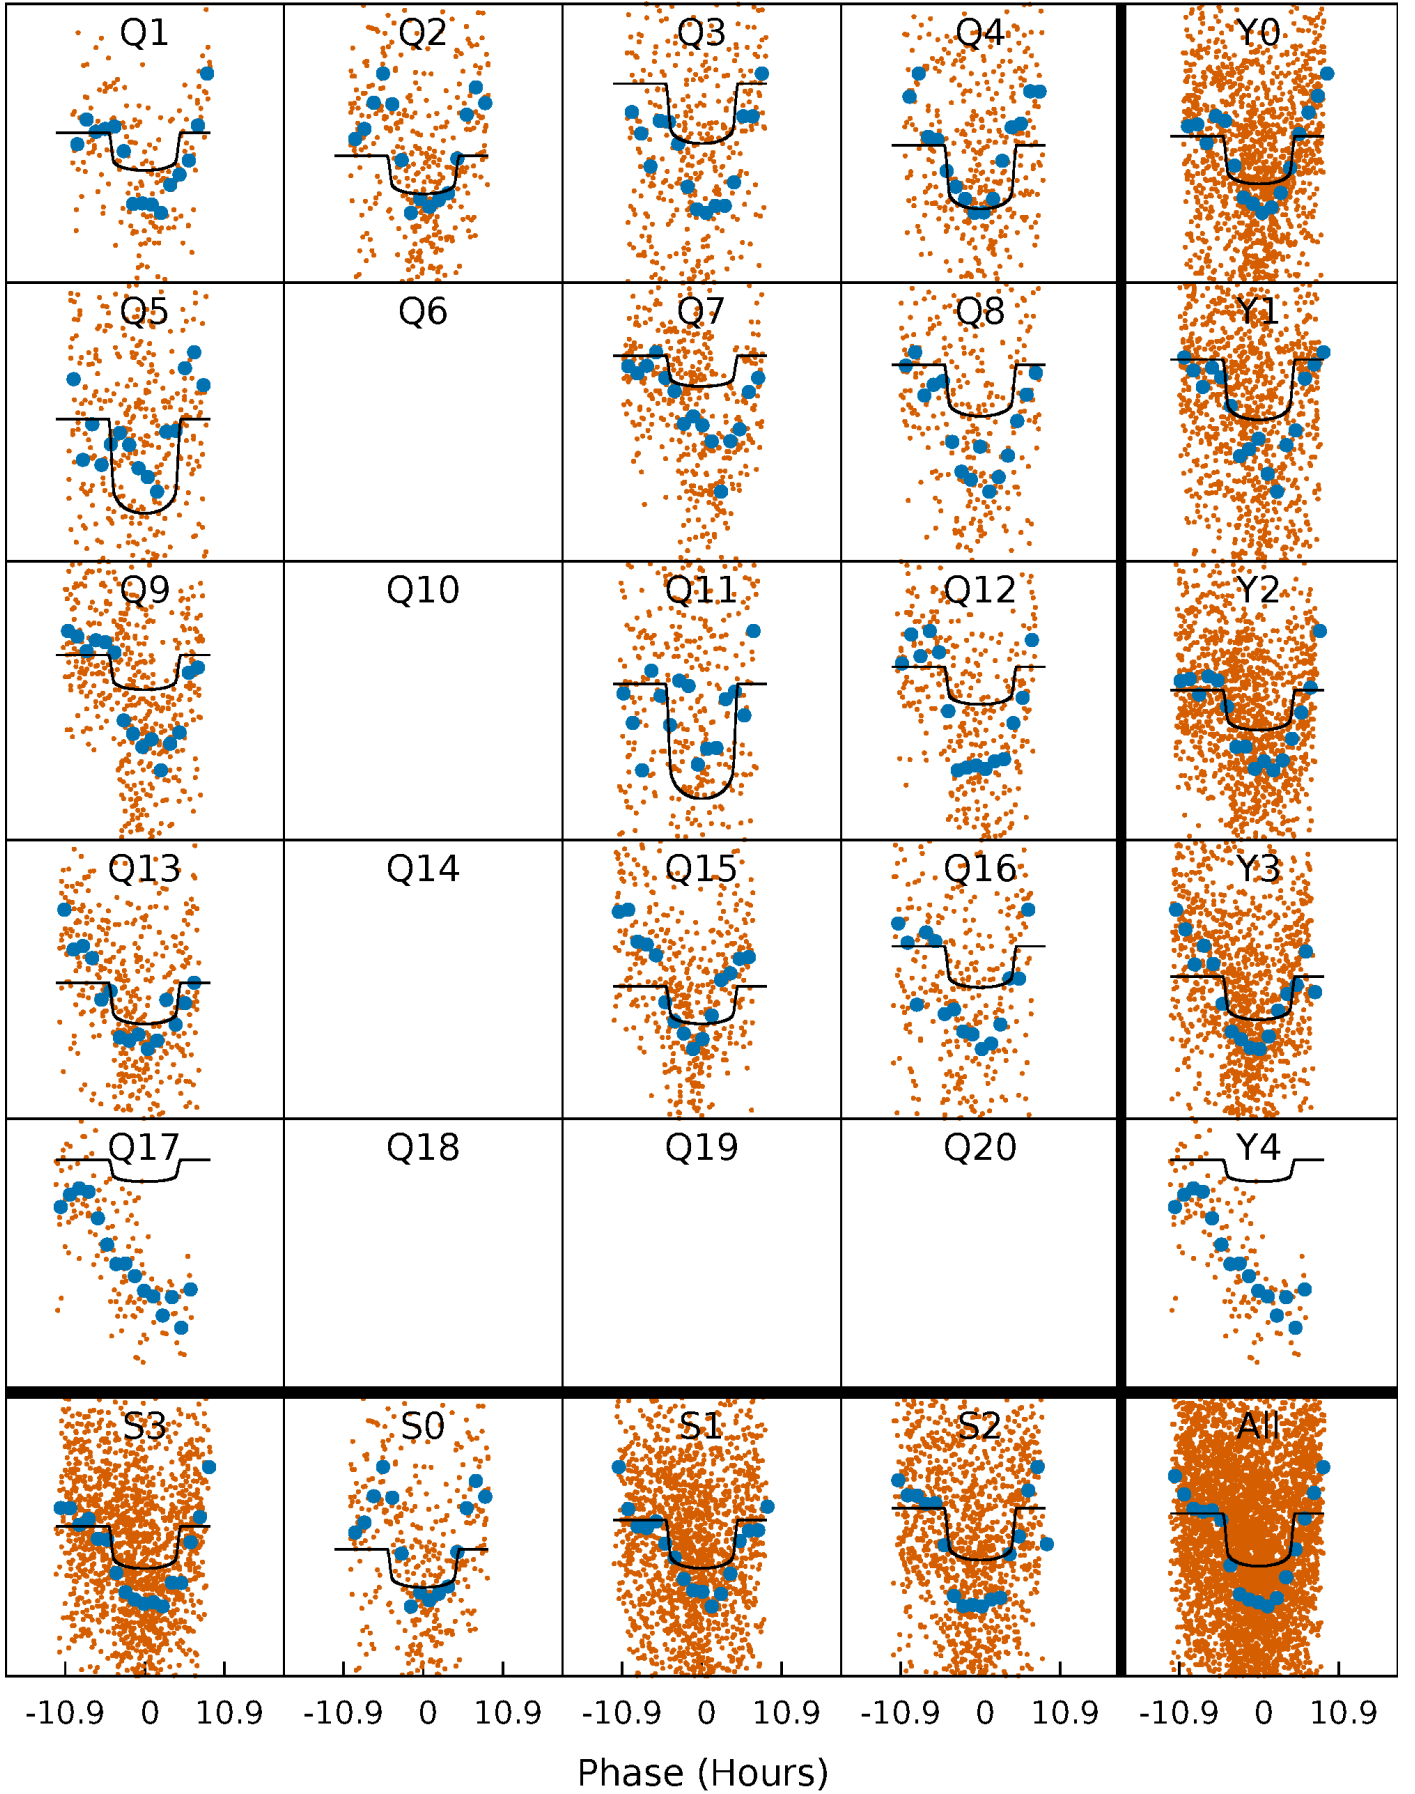 Q1 Q2 Q3 Q4 Y0
Q5 Q6 Q7 Q8 Y1
Q9 Q10 Q11 Q12 Y2
Q13 Q14 Q15 Q16 Y3
Q17 Q18 Q19 Q20 Y4
S3 S0 S1 S2 All
-10.9 0 10.9 -10.9 0 10.9 -10.9 0 10.9 -10.9 0 10.9 -10.9 0 10.9
Phase (Hours)